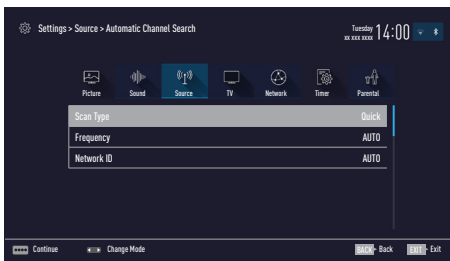 Settings > Source > Automatic Channel Search
Tuesday
xx xxx xxxx
14:00
Picture Sound Source TV Network Timer Parental
Scan Type Quick
Frequency AUTO
Network ID AUTO
Continue Change Mode BACK - Back EXIT - Exit